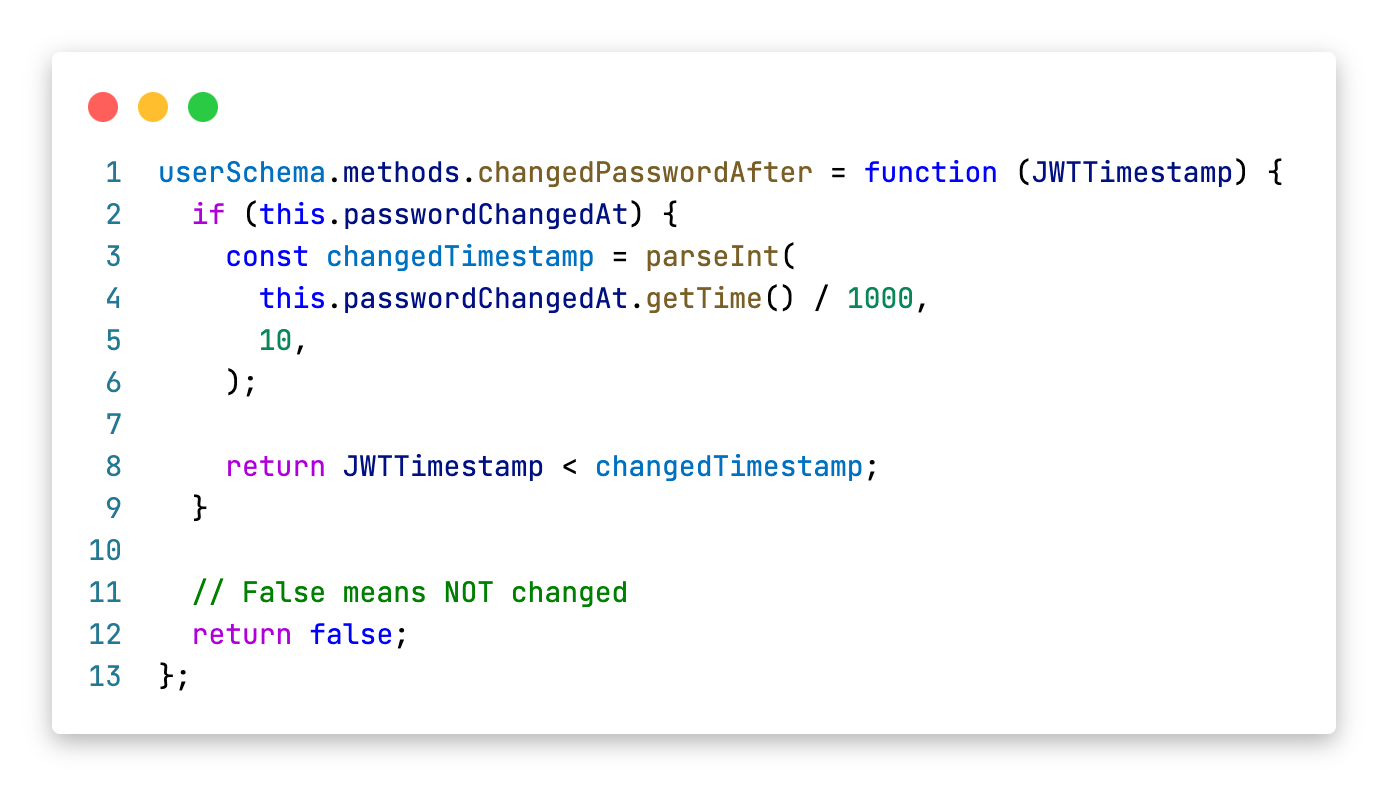 1 userSchema.methods.changedPasswordAfter = function (JWTTimestamp) {
2   if (this.passwordChangedAt) {
3     const changedTimestamp = parseInt(
4       this.passwordChangedAt.getTime() / 1000,
5       10,
6     );
7
8     return JWTTimestamp < changedTimestamp;
9   }
10
11   // False means NOT changed
12   return false;
13 };